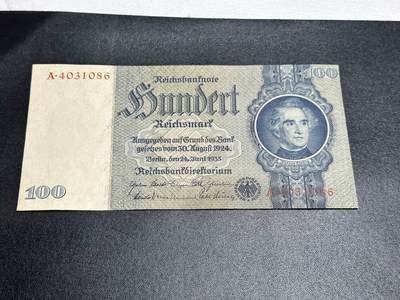 A·4031086
Reichsbanknote
100
Hundert
Reichsmark
Ausgegeben auf Grund des Bank
gesetzes vom 30. August 1924
Berlin, den 24. Juni 1935
Reichsbankdirektorium
100